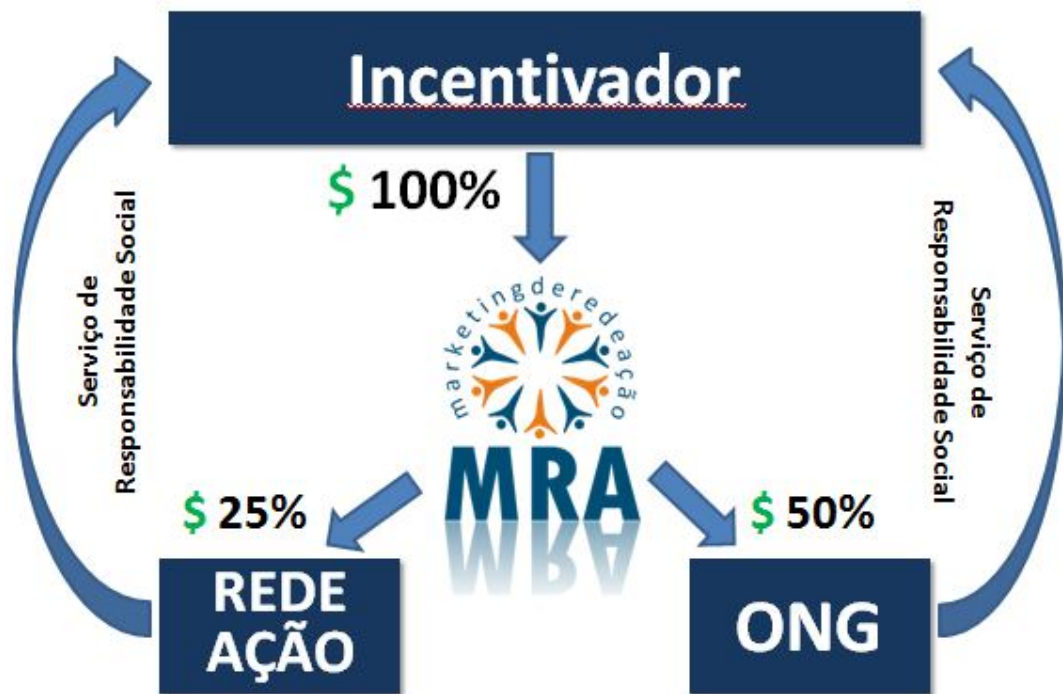 Incentivador
$ 100%
Serviço de
Responsabilidade Social
Serviço de
Responsabilidade Social
marketingderedeação
MRA
$ 25%
$ 50%
REDE
AÇÃO
ONG